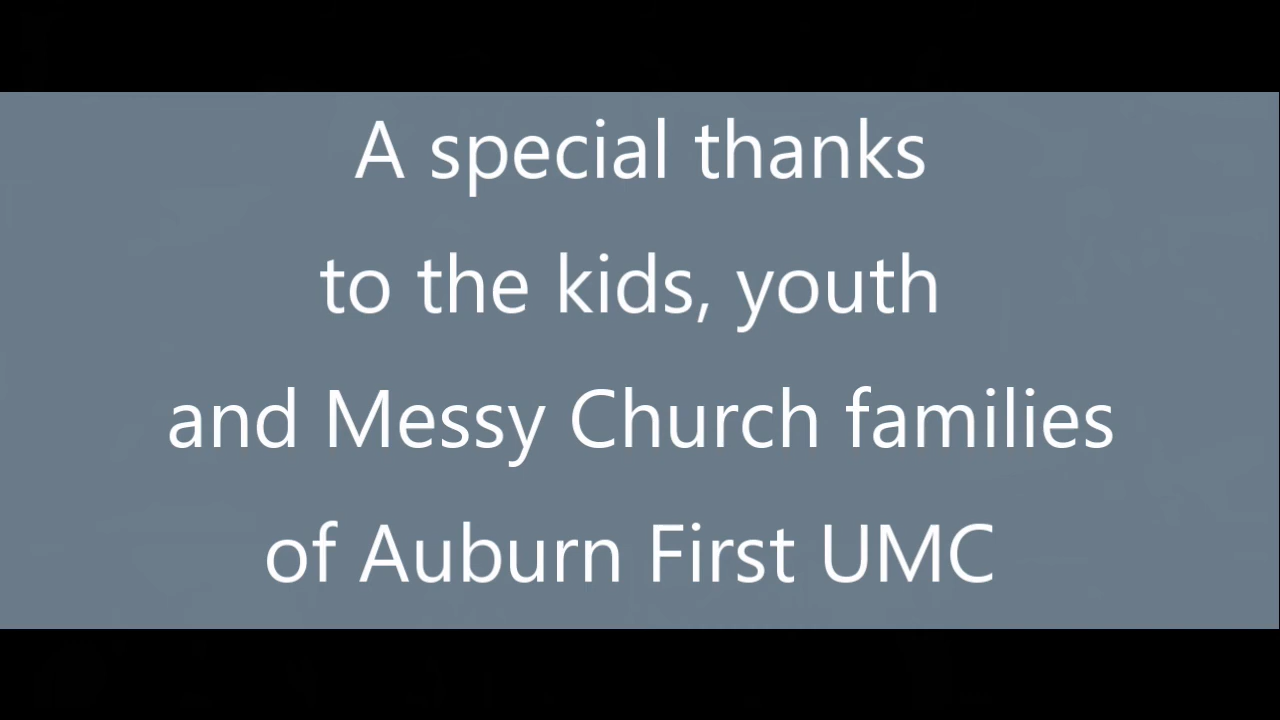 A special thanks
to the kids, youth
and Messy Church families
of Auburn First UMC